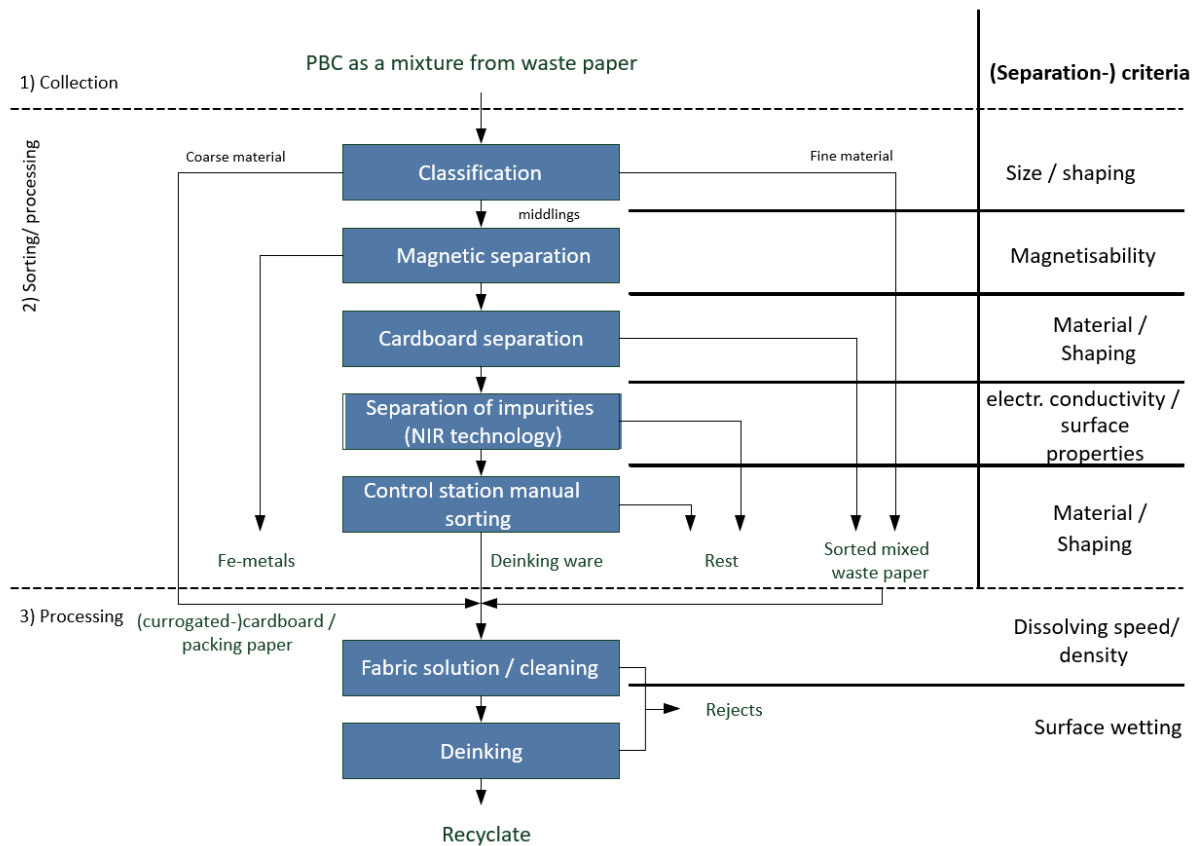 PBC as a mixture from waste paper
(Separation-) criteria
1) Collection
2) Sorting/ processing
Coarse material
Classification
Fine material
Size / shaping
middlings
Magnetic separation
Magnetisability
Cardboard separation
Material /
Shaping
Separation of impurities
(NIR technology)
electr. conductivity /
surface
properties
Control station manual
sorting
Material /
Shaping
Fe-metals
Deinking ware
Rest
Sorted mixed
waste paper
3) Processing
(currogated-)cardboard /
packing paper
Fabric solution / cleaning
Dissolving speed/
density
Rejects
Deinking
Surface wetting
Recyclate